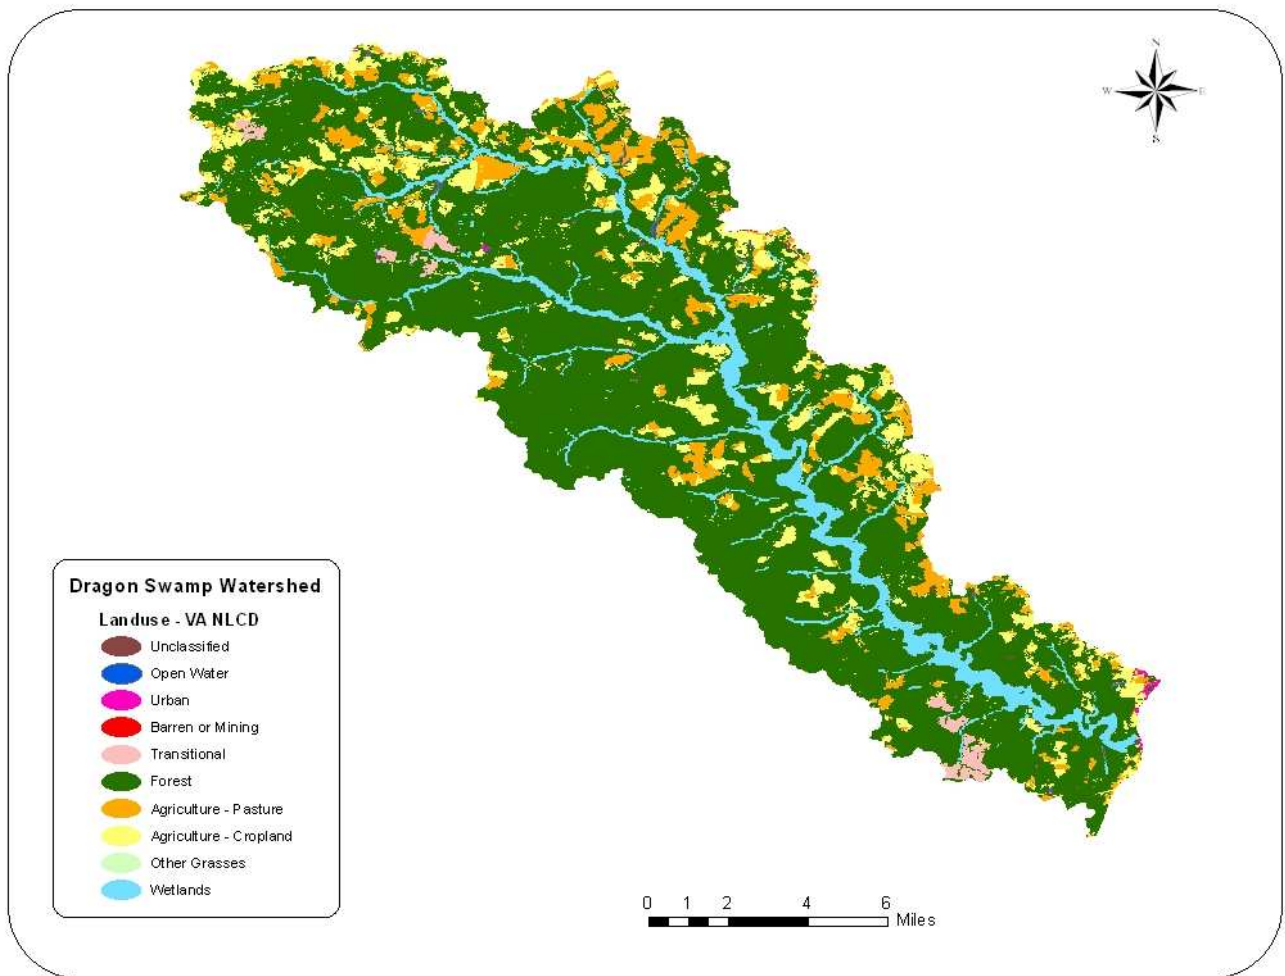 N
W E
S
Dragon Swamp Watershed
Landuse - VA NLCD
Unclassified
Open Water
Urban
Barren or Mining
Transitional
Forest
Agriculture - Pasture
Agriculture - Cropland
Other Grasses
Wetlands
0 1 2 4 6
Miles